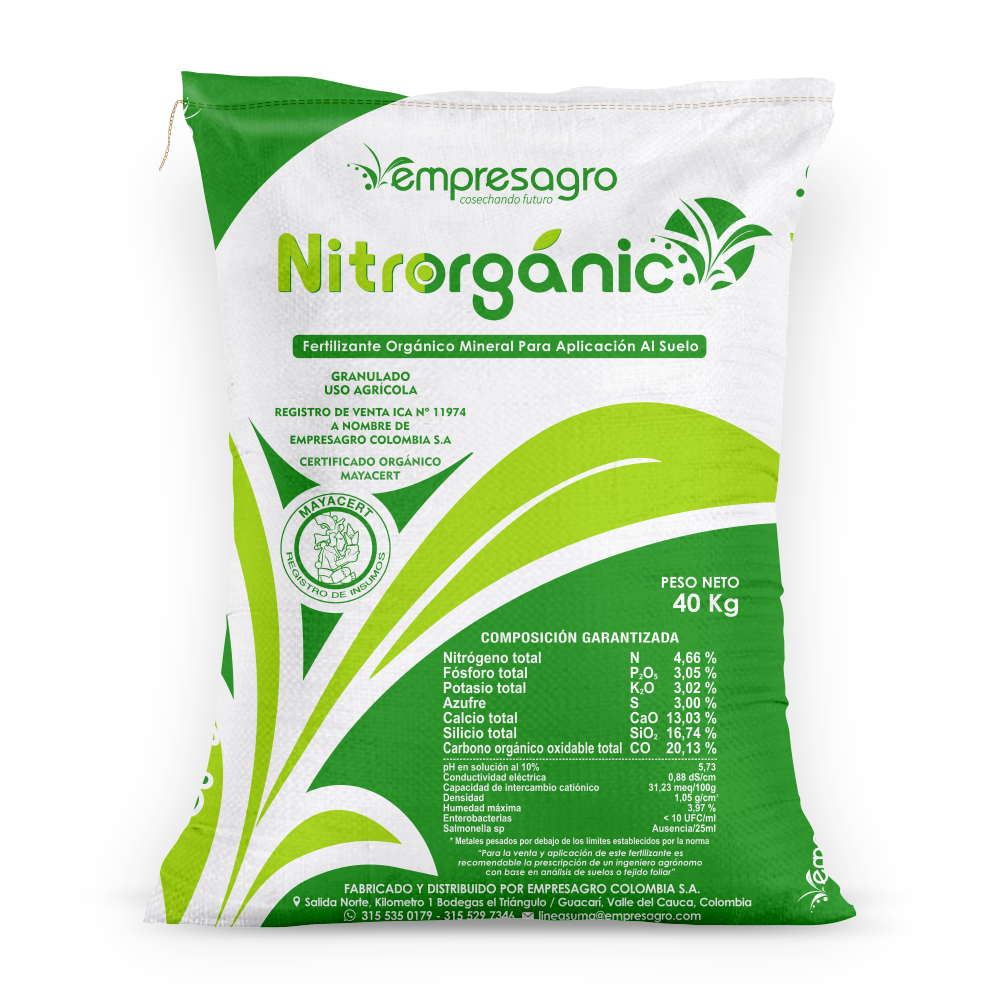 empresagro
cosechando futuro
Nitrorgánic
Fertilizante Orgánico Mineral Para Aplicación Al Suelo
GRANULADO
USO AGRÍCOLA
REGISTRO DE VENTA ICA Nº 11974
A NOMBRE DE
EMPRESAGRO COLOMBIA S.A
CERTIFICADO ORGÁNICO
MAYACERT
MAYACERT
REGISTRO DE INSUMOS
PESO NETO
40 Kg
COMPOSICIÓN GARANTIZADA
Nitrógeno total N 4,66 %
Fósforo total P₂O₅ 3,05 %
Potasio total K₂O 3,02 %
Azufre S 3,00 %
Calcio total CaO 13,03 %
Silicio total SiO₂ 16,74 %
Carbono orgánico oxidable total CO 20,13 %
pH en solución al 10% 5,73
Conductividad eléctrica 0,88 dS/cm
Capacidad de intercambio catiónico 31,23 meq/100g
Densidad 1,05 g/cm³
Humedad máxima 3,97 %
Enterobacterias < 10 UFC/ml
Salmonella sp Ausencia/25ml
* Metales pesados por debajo de los límites establecidos por la norma
"Para la venta y aplicación de este fertilizante es
recomendable la prescripción de un ingeniero agrónomo
con base en análisis de suelos o tejido foliar"
FABRICADO Y DISTRIBUIDO POR EMPRESAGRO COLOMBIA S.A.
Salida Norte, Kilometro 1 Bodegas el Triángulo / Guacarí, Valle del Cauca, Colombia
315 535 0179 - 315 529 7346 lineasuma@empresagro.com
emp